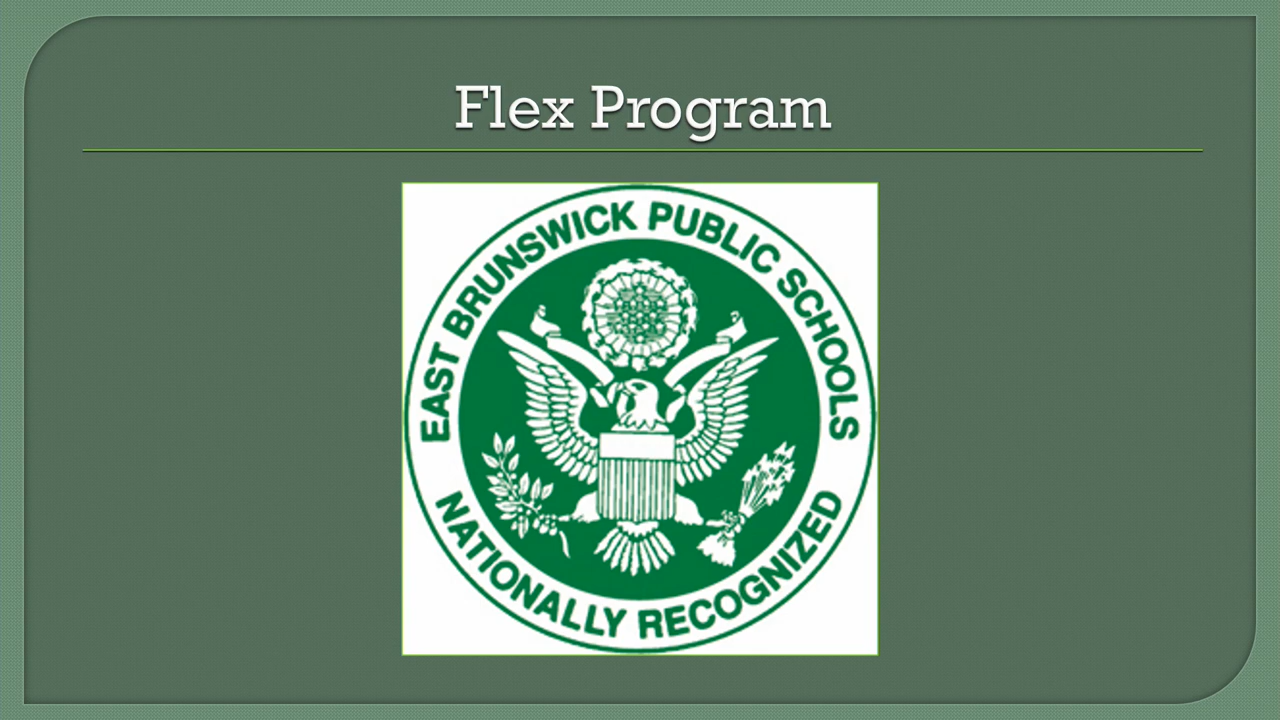 Flex Program
EAST BRUNSWICK PUBLIC SCHOOLS
NATIONALLY RECOGNIZED